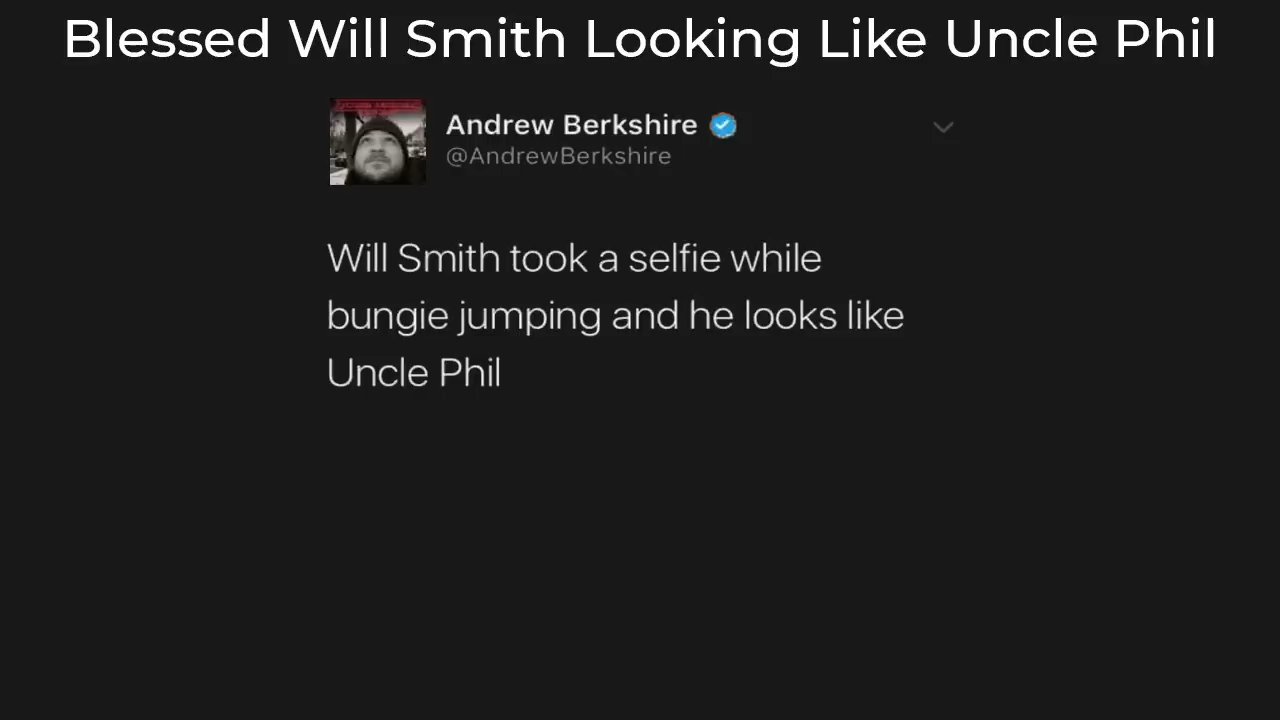 Blessed Will Smith Looking Like Uncle Phil
Andrew Berkshire
@AndrewBerkshire
Will Smith took a selfie while
bungie jumping and he looks like
Uncle Phil